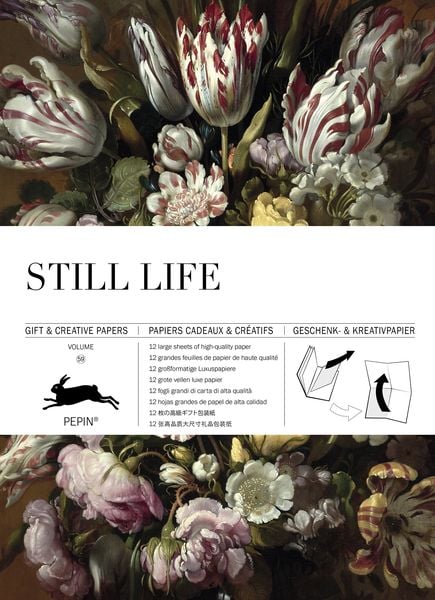 STILL LIFE
GIFT & CREATIVE PAPERS
PAPIERS CADEAUX & CRÉATIFS
GESCHENK- & KREATIVPAPIER
VOLUME
59
PEPIN®
12 large sheets of high-quality paper
12 grandes feuilles de papier de haute qualité
12 großformatige Luxuspapiere
12 grote vellen luxe papier
12 fogli grandi di carta di alta qualità
12 hojas grandes de papel de alta calidad
12 枚の高級ギフト包装紙
12 张高品质大尺寸礼品包装纸